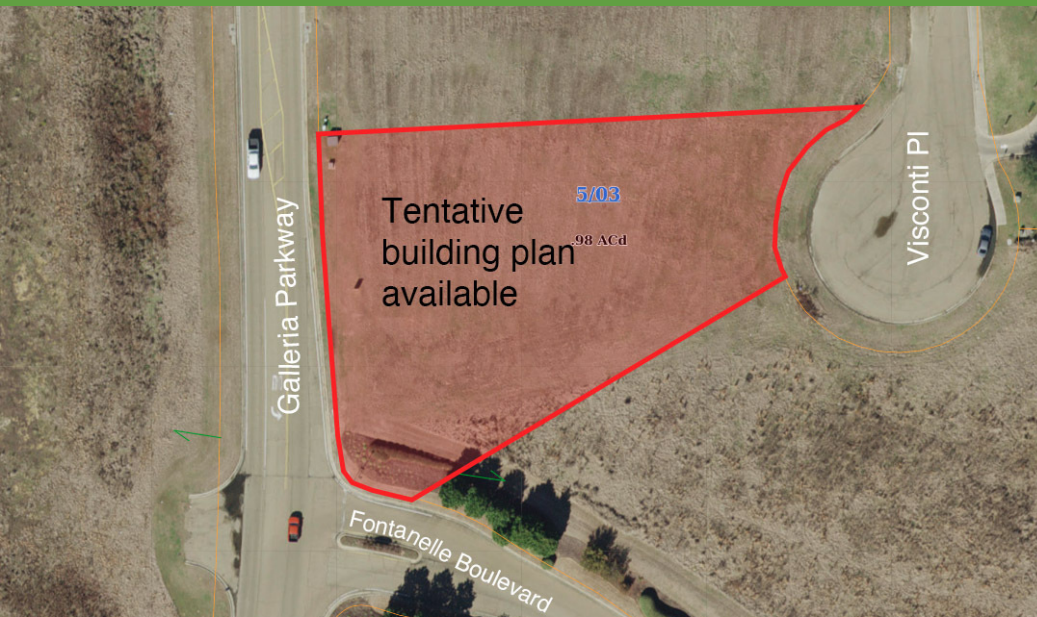 Tentative
building plan
available
5/03
.98 ACd
Galleria Parkway
Visconti Pl
Fontanelle Boulevard